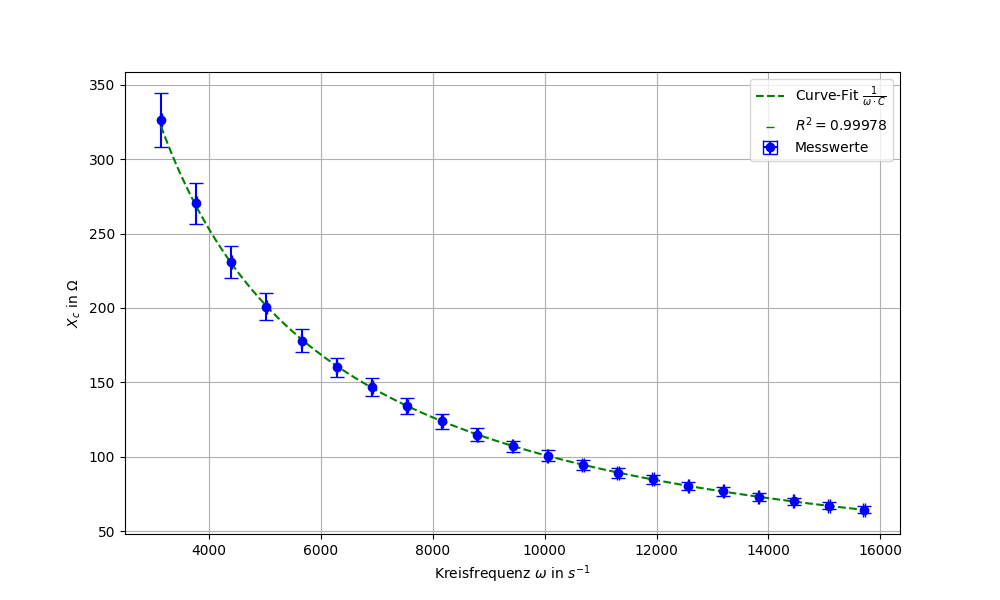 350
300
250
200
150
100
50
X_c in Ω
4000 6000 8000 10000 12000 14000 16000
Kreisfrequenz ω in s⁻¹
Curve-Fit 1/(ω·C)
R² = 0.99978
Messwerte